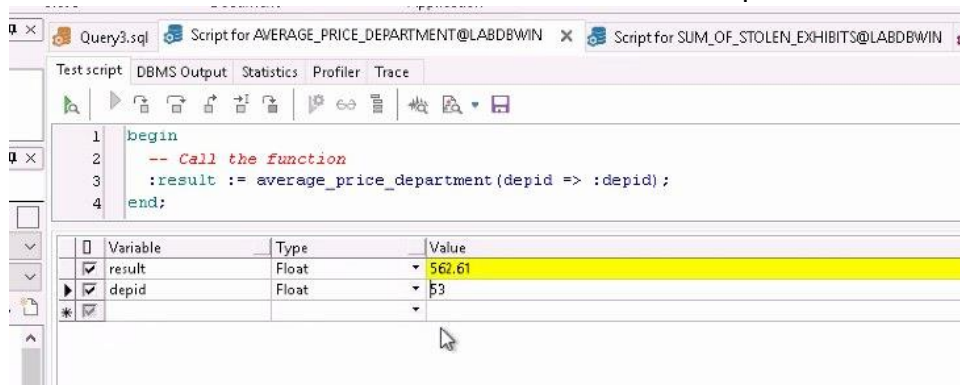 Query3.sql Script for AVERAGE_PRICE_DEPARTMENT@LABDBWIN Script for SUM_OF_STOLEN_EXHIBITS@LABDBWIN
Test script DBMS Output Statistics Profiler Trace
1 begin
2 -- Call the function
3 :result := average_price_department(depid => :depid);
4 end;
Variable Type Value
result Float 562.61
depid Float 53